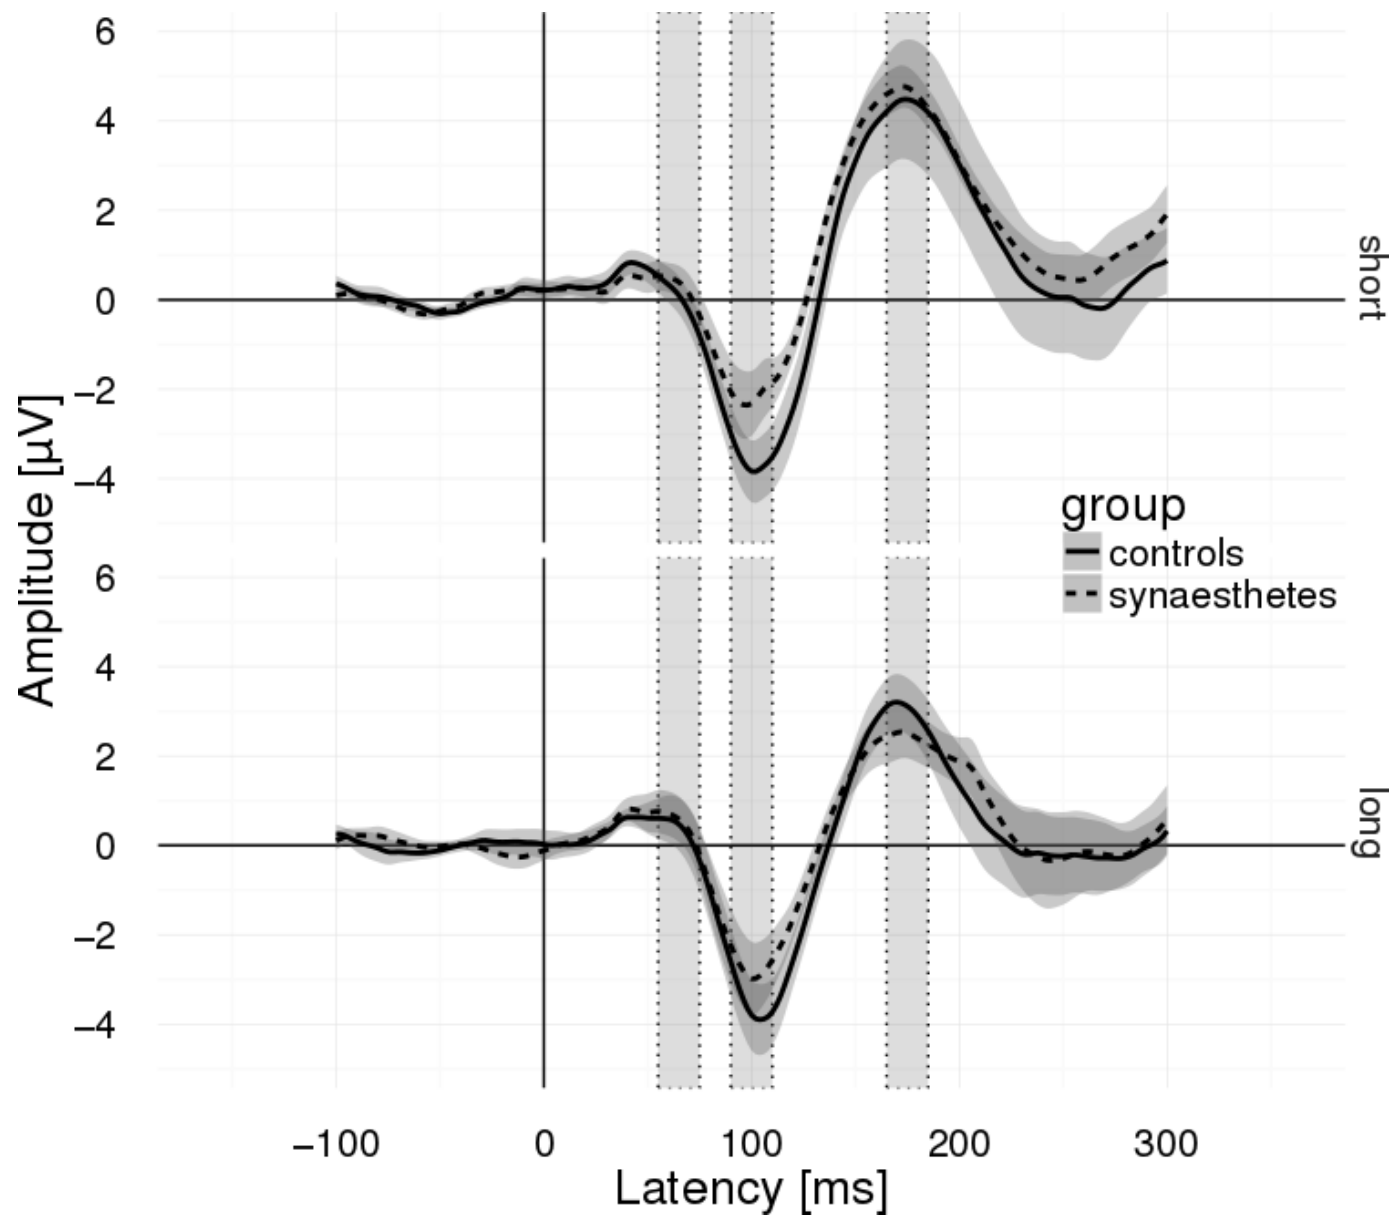 6
4
2
0
−2
−4
short
group
controls
synaesthetes
6
4
2
0
−2
−4
long
Amplitude [µV]
−100 0 100 200 300
Latency [ms]